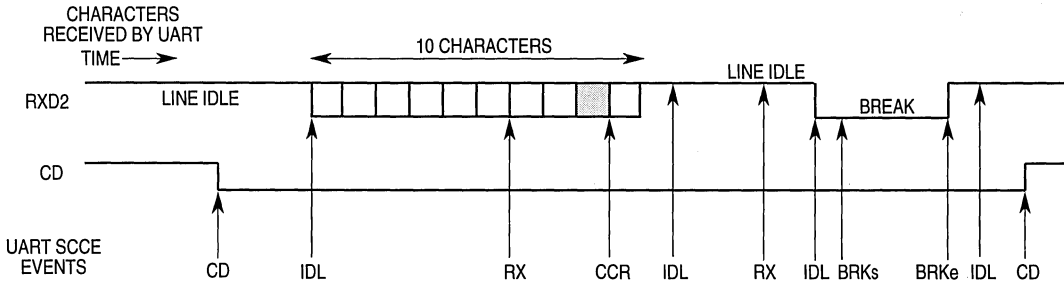 CHARACTERS
RECEIVED BY UART
TIME
10 CHARACTERS
RXD2
LINE IDLE
LINE IDLE
BREAK
CD
UART SCCE
EVENTS
CD
IDL
RX
CCR
IDL
RX
IDL
BRKs
BRKe
IDL
CD